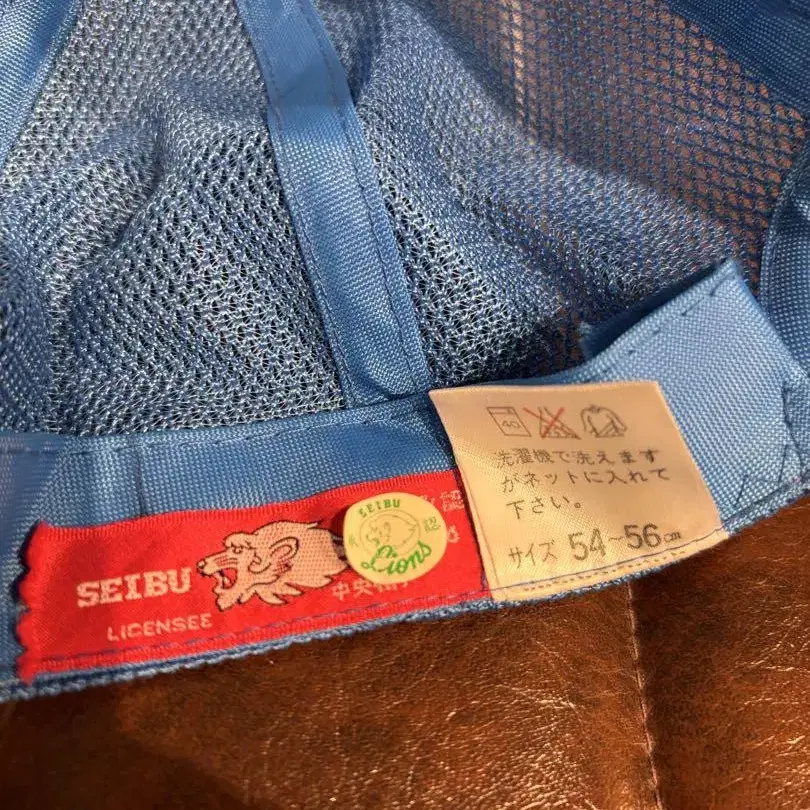 40
洗濯機で洗えます
がネットに入れて
下さい。
サイズ 54~56cm
SEIBU
LICENSEE
SEIBU
Lions
中央